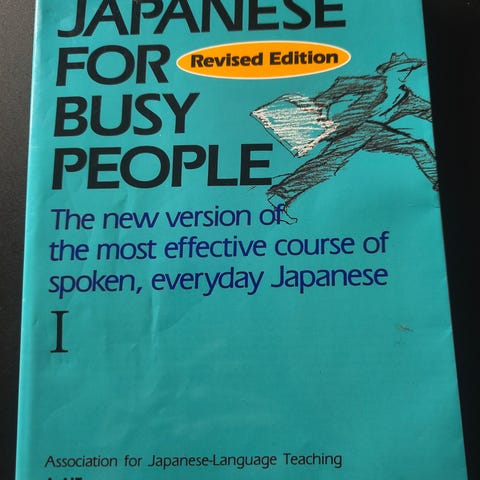 JAPANESE
FOR Revised Edition
BUSY
PEOPLE
The new version of
the most effective course of
spoken, everyday Japanese
I
Association for Japanese-Language Teaching